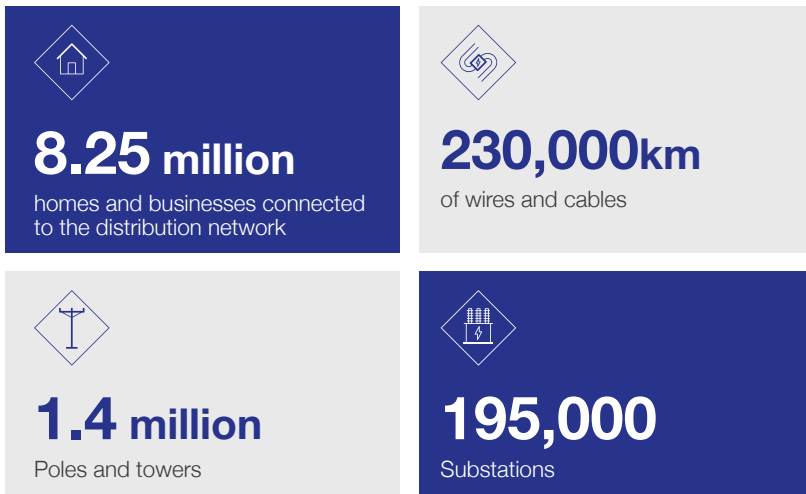 8.25 million
homes and businesses connected
to the distribution network
230,000km
of wires and cables
1.4 million
Poles and towers
195,000
Substations